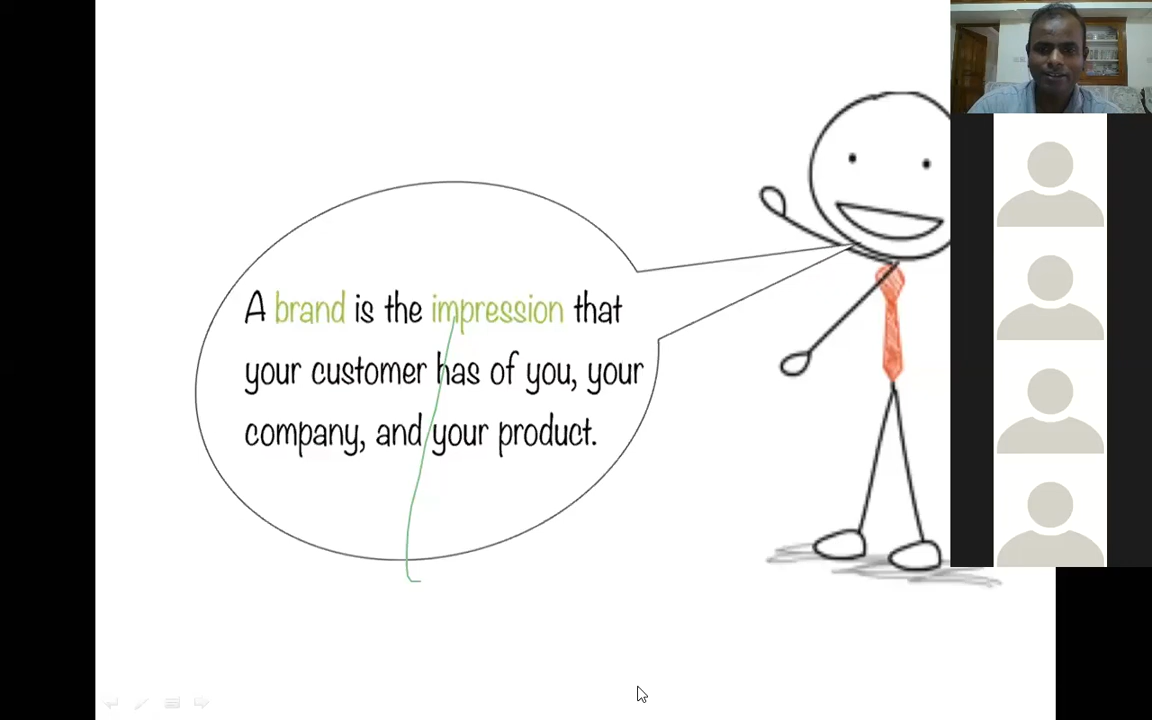 A brand is the impression that
your customer has of you, your
company, and your product.